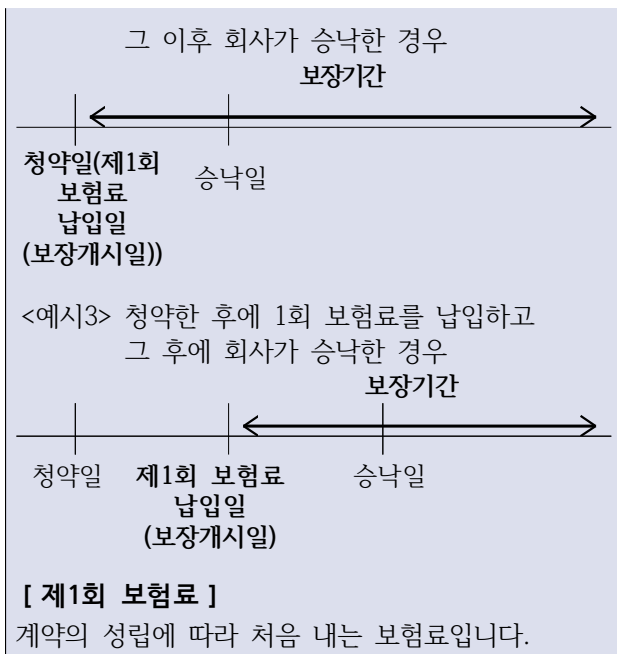 그 이후 회사가 승낙한 경우
보장기간
청약일(제1회
보험료
납입일
(보장개시일))
승낙일
<예시3> 청약한 후에 1회 보험료를 납입하고
그 후에 회사가 승낙한 경우
보장기간
청약일
제1회 보험료
납입일
(보장개시일)
승낙일
[ 제1회 보험료 ]
계약의 성립에 따라 처음 내는 보험료입니다.